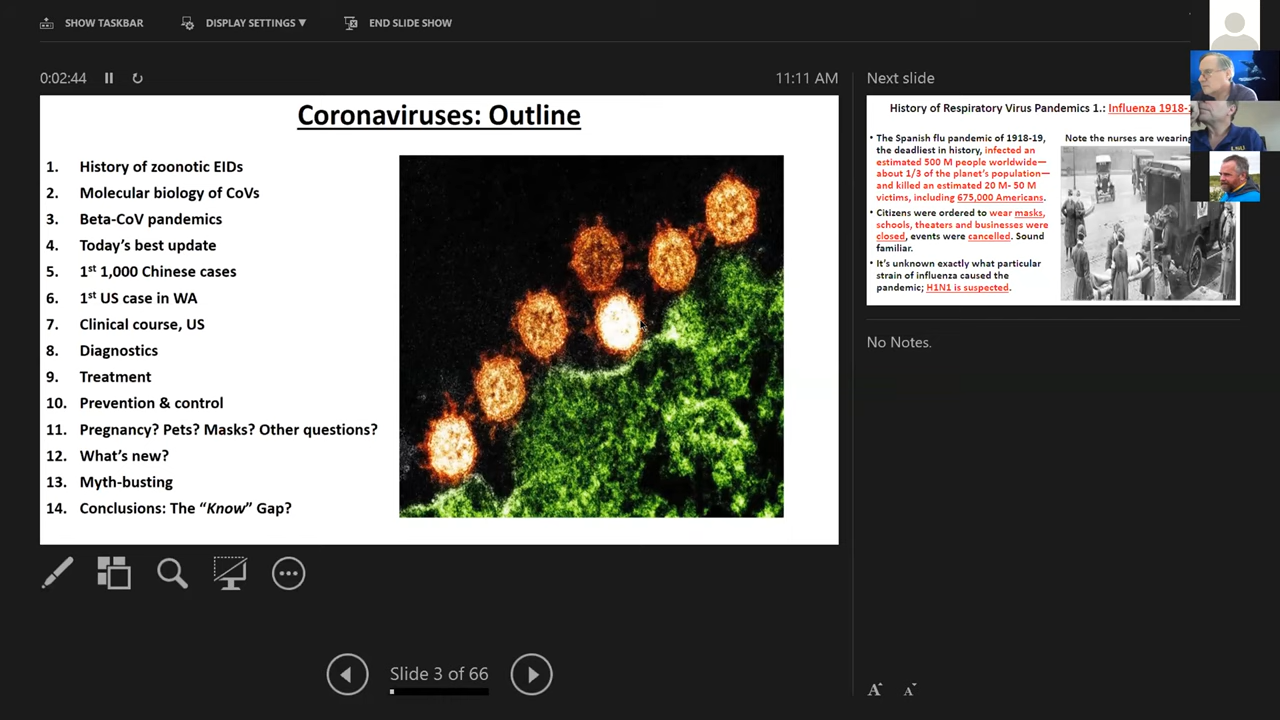 SHOW TASKBAR DISPLAY SETTINGS ▼ END SLIDE SHOW
0:02:44 11:11 AM
Coronaviruses: Outline
1. History of zoonotic EIDs
2. Molecular biology of CoVs
3. Beta-CoV pandemics
4. Today's best update
5. 1st 1,000 Chinese cases
6. 1st US case in WA
7. Clinical course, US
8. Diagnostics
9. Treatment
10. Prevention & control
11. Pregnancy? Pets? Masks? Other questions?
12. What's new?
13. Myth-busting
14. Conclusions: The "Know" Gap?
Slide 3 of 66
Next slide
History of Respiratory Virus Pandemics 1.: Influenza 1918-
• The Spanish flu pandemic of 1918-19,
the deadliest in history, infected an
estimated 500 M people worldwide—
about 1/3 of the planet's population—
and killed an estimated 20 M- 50 M
victims, including 675,000 Americans.
• Citizens were ordered to wear masks,
schools, theaters and businesses were
closed, events were cancelled. Sound
familiar.
• It's unknown exactly what particular
strain of influenza caused the
pandemic; H1N1 is suspected.
Note the nurses are wearing
No Notes.
A A